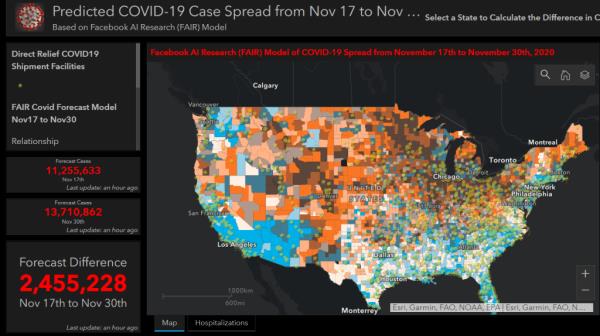 Predicted COVID-19 Case Spread from Nov 17 to Nov ...
Based on Facebook AI Research (FAIR) Model
Select a State to Calculate the Difference in C
Direct Relief COVID19
Shipment Facilities
FAIR Covid Forecast Model
Nov17 to Nov30
Relationship
Forecast Cases
11,255,633
Nov 17th
Last update: an hour ago
Forecast Cases
13,710,862
Nov 30th
Last update: an hour ago
Forecast Difference
2,455,228
Nov 17th to Nov 30th
Last update: an hour ago
Facebook AI Research (FAIR) Model of COVID-19 Spread from November 17th to November 30th, 2020
Calgary
Vancouver
Montreal
Toronto
Boston
Detroit
Chicago
New York
Philadelphia
UNITED
STATES
Denver
San Francisco
Los Angeles
Atlanta
Dallas
Houston
Monterrey
1000km
600mi
+
−
Esri, Garmin, FAO, NOAA, EPA | Esri, Garmin, FAO, N...
Map
Hospitalizations